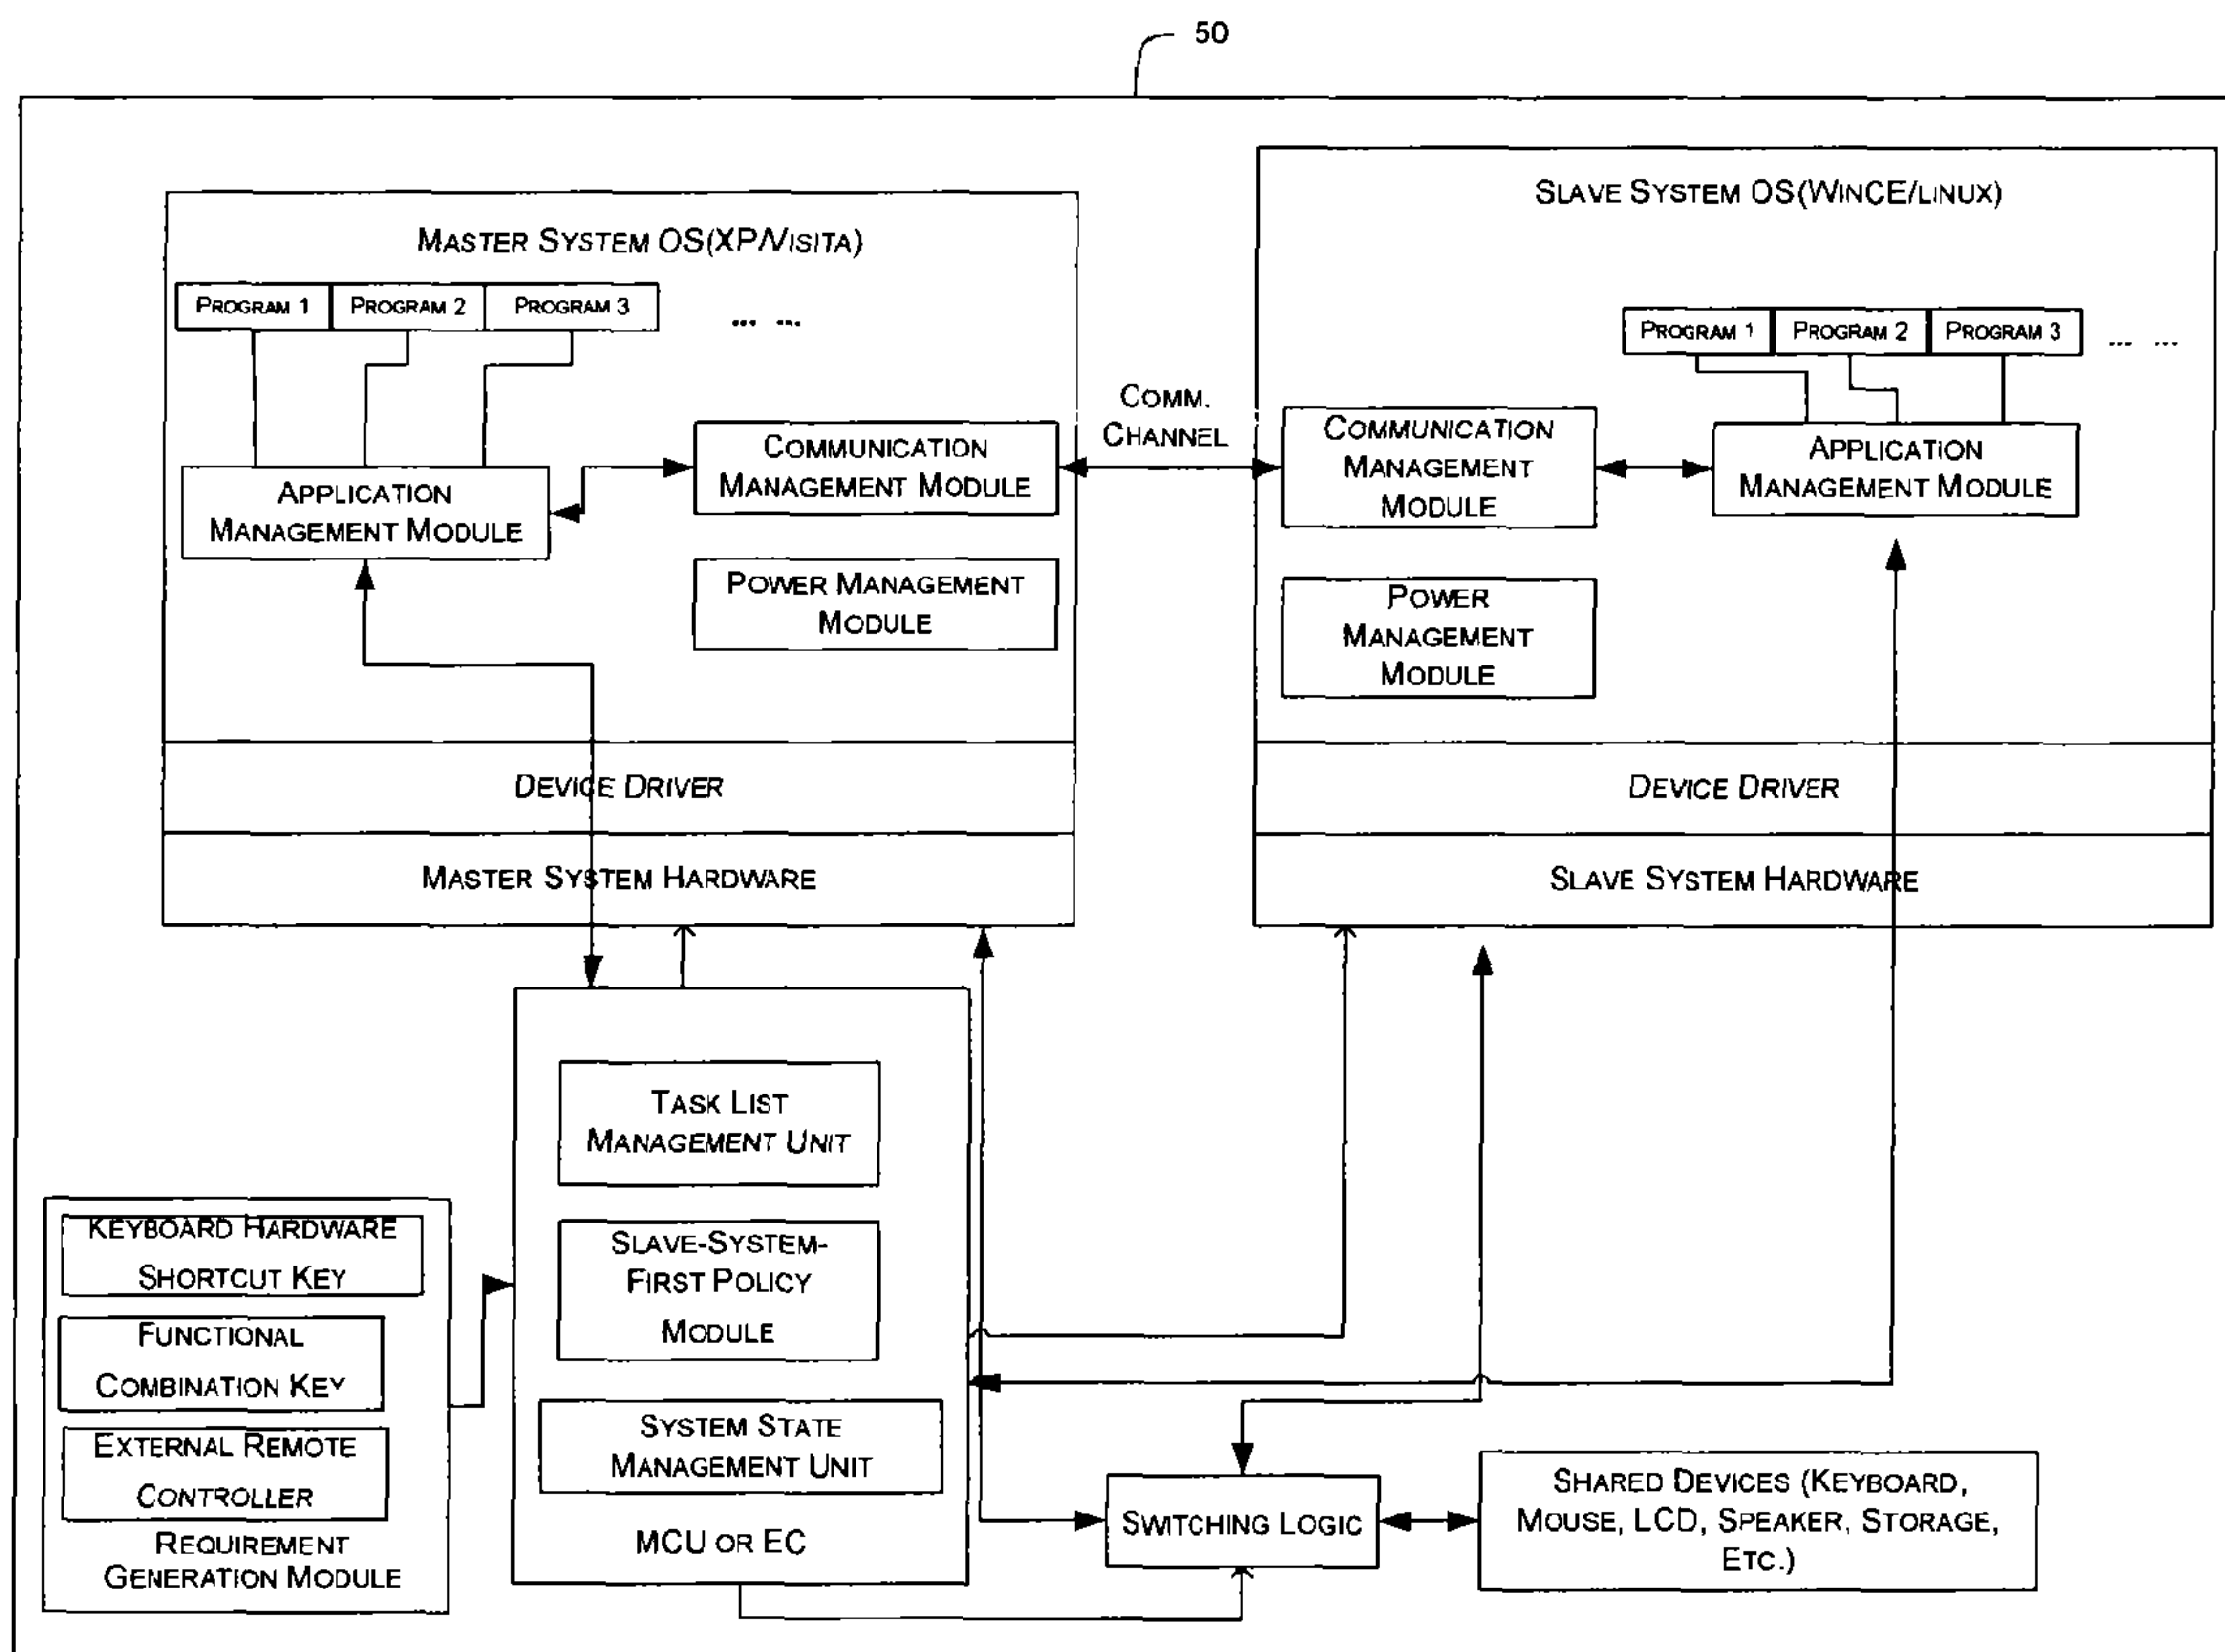 50
MASTER SYSTEM OS(XP/VISITA)
PROGRAM 1
PROGRAM 2
PROGRAM 3
... ...
APPLICATION
MANAGEMENT MODULE
COMMUNICATION
MANAGEMENT MODULE
POWER MANAGEMENT
MODULE
DEVICE DRIVER
MASTER SYSTEM HARDWARE
COMM.
CHANNEL
SLAVE SYSTEM OS(WINCE/LINUX)
PROGRAM 1
PROGRAM 2
PROGRAM 3
... ...
COMMUNICATION
MANAGEMENT
MODULE
APPLICATION
MANAGEMENT MODULE
POWER
MANAGEMENT
MODULE
DEVICE DRIVER
SLAVE SYSTEM HARDWARE
KEYBOARD HARDWARE
SHORTCUT KEY
FUNCTIONAL
COMBINATION KEY
EXTERNAL REMOTE
CONTROLLER
REQUIREMENT
GENERATION MODULE
TASK LIST
MANAGEMENT UNIT
SLAVE-SYSTEM-
FIRST POLICY
MODULE
SYSTEM STATE
MANAGEMENT UNIT
MCU OR EC
SWITCHING LOGIC
SHARED DEVICES (KEYBOARD,
MOUSE, LCD, SPEAKER, STORAGE,
ETC.)